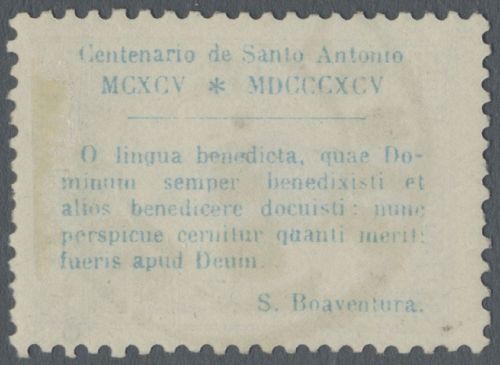 Centenario de Santo Antonio
MCXCV * MDCCCXCV
O lingua benedicta, quae Do-
minum semper benedixisti et
alios benedicere docuisti: nunc
perspicue cernitur quanti meriti
fueris apud Deum.
S. Boaventura.